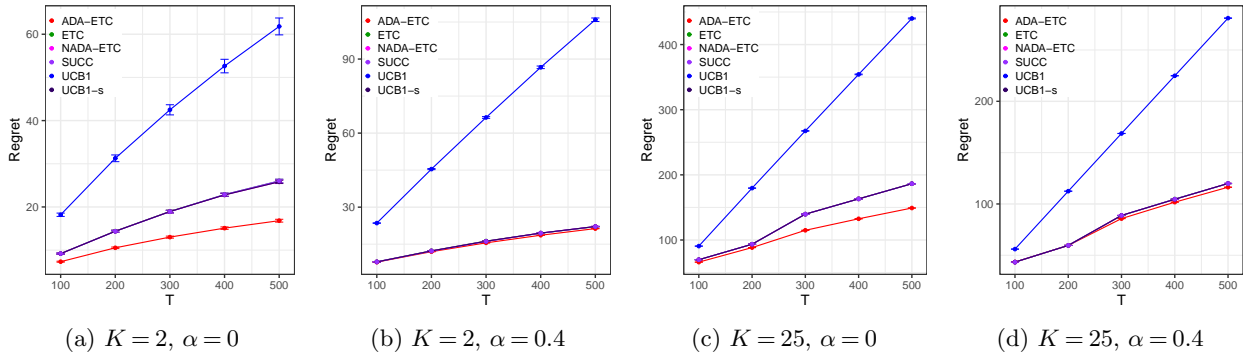 ADA−ETC
ETC
NADA−ETC
SUCC
UCB1
UCB1−s
Regret
60
40
20
100 200 300 400 500
T
(a) K = 2, α = 0
ADA−ETC
ETC
NADA−ETC
SUCC
UCB1
UCB1−s
Regret
90
60
30
100 200 300 400 500
T
(b) K = 2, α = 0.4
ADA−ETC
ETC
NADA−ETC
SUCC
UCB1
UCB1−s
Regret
400
300
200
100
100 200 300 400 500
T
(c) K = 25, α = 0
ADA−ETC
ETC
NADA−ETC
SUCC
UCB1
UCB1−s
Regret
200
100
100 200 300 400 500
T
(d) K = 25, α = 0.4